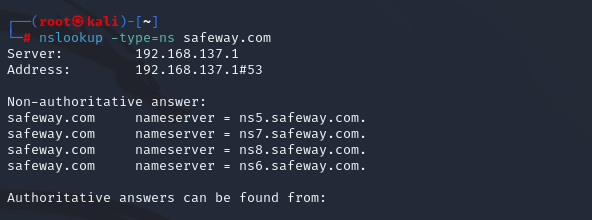 ┌──(root㉿kali)-[~]
└─# nslookup -type=ns safeway.com
Server:         192.168.137.1
Address:        192.168.137.1#53

Non-authoritative answer:
safeway.com     nameserver = ns5.safeway.com.
safeway.com     nameserver = ns7.safeway.com.
safeway.com     nameserver = ns8.safeway.com.
safeway.com     nameserver = ns6.safeway.com.

Authoritative answers can be found from: